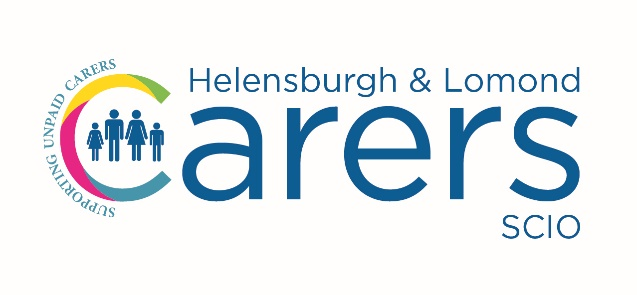 SUPPORTING UNPAID CARERS
Helensburgh & Lomond
Carers
SCIO